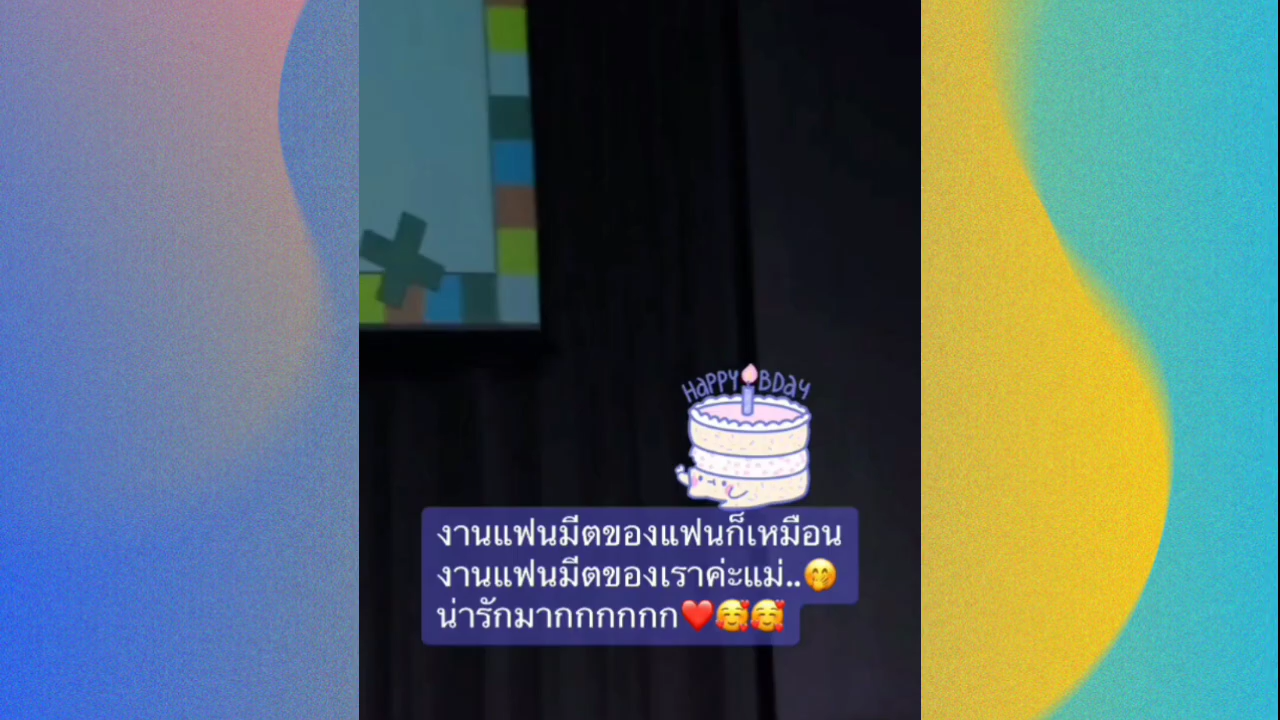 HAPPY BDay
งานแฟนมีตของแฟนก็เหมือน
งานแฟนมีตของเราค่ะแม่..🤭
น่ารักมากกกกกก❤️🥰🥰